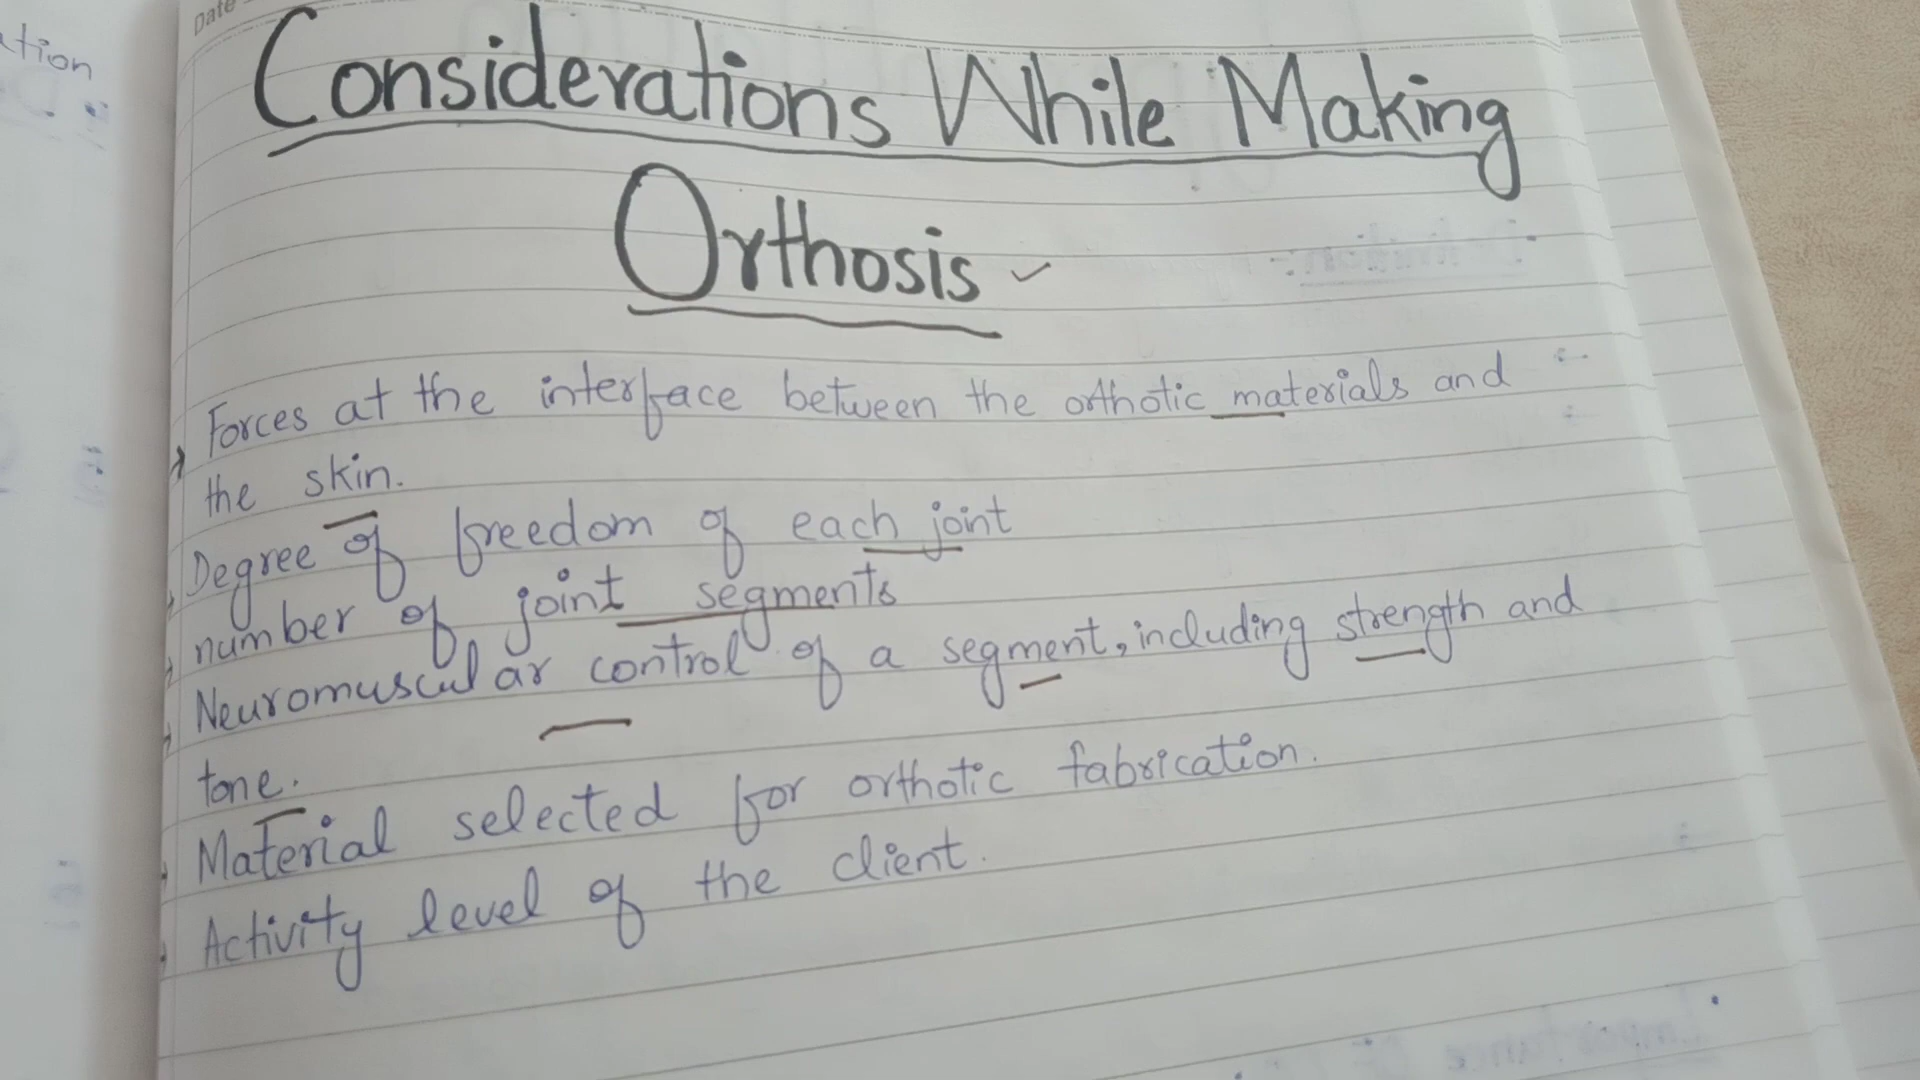 ation
Date
Considerations While Making
Orthosis
Forces at the interface between the orthotic materials and
the skin.
Degree of freedom of each joint
number of joint segments
Neuromuscular control of a segment, including strength and
tone.
Material selected for orthotic fabrication.
Activity level of the client.